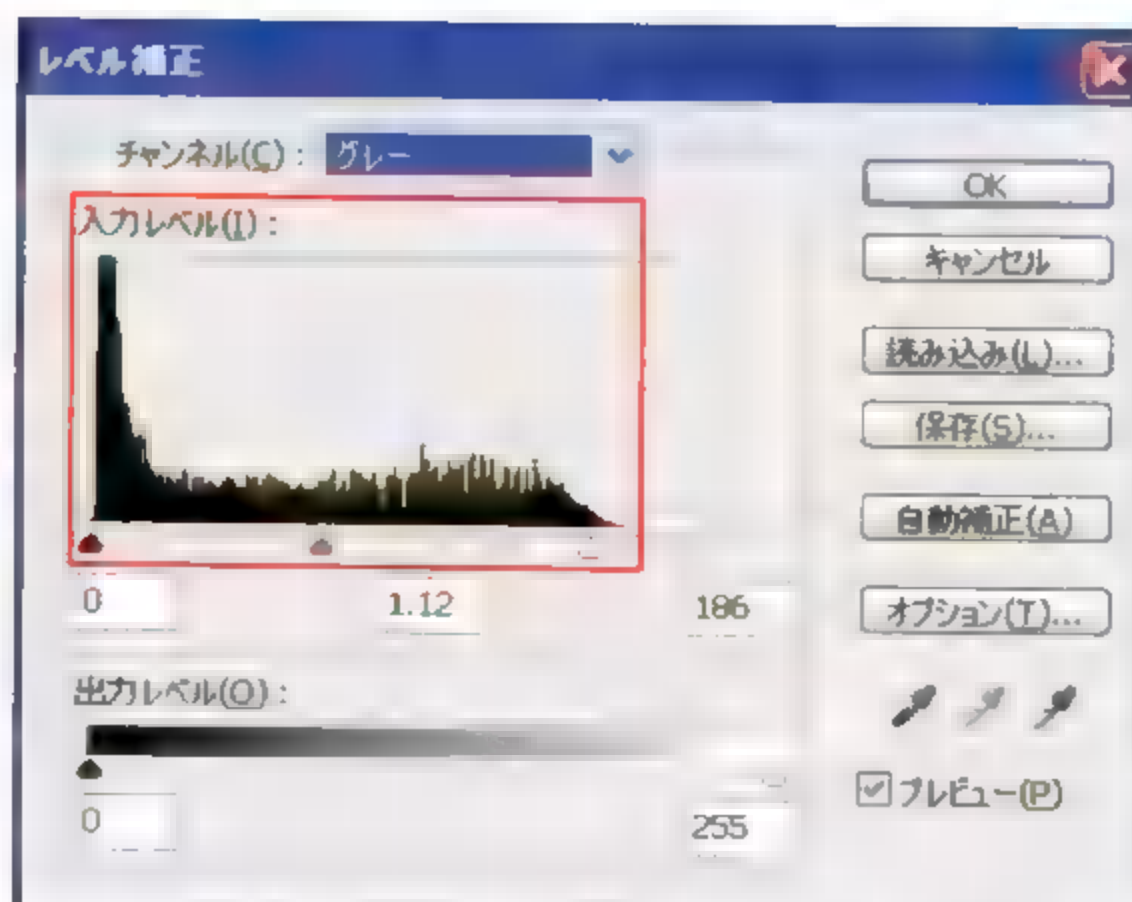 レベル補正
チャンネル(C)： グレー
入力レベル(I)：
0 1.12 186
出力レベル(O)：
0 255
OK
キャンセル
読み込み(L)...
保存(S)...
自動補正(A)
オプション(T)...
プレビュー(P)